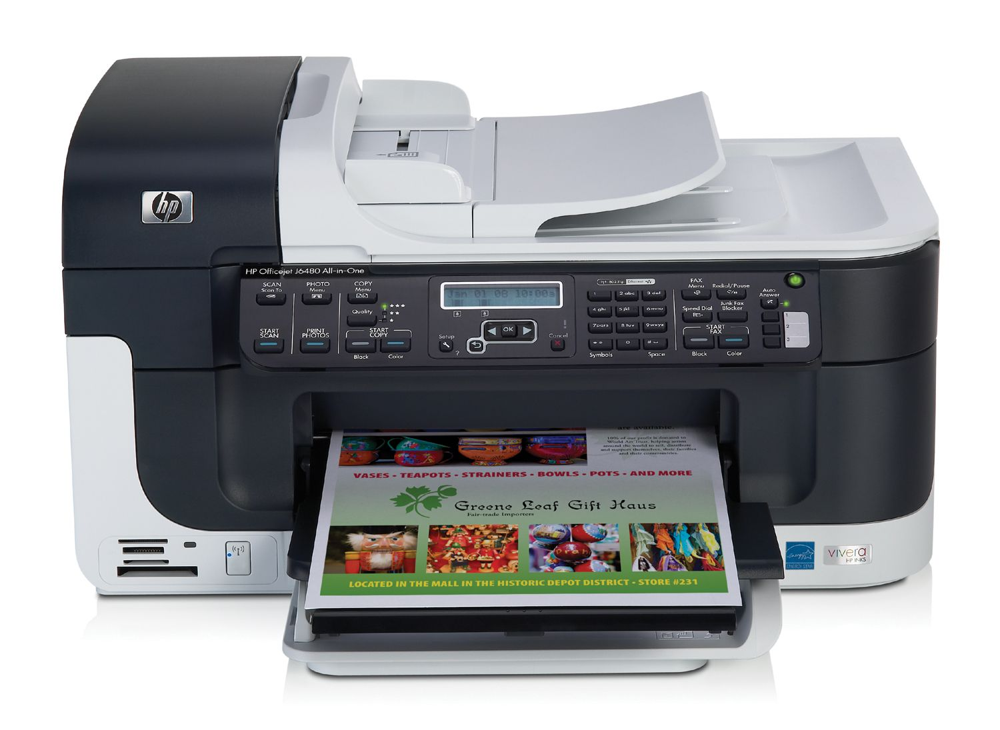 hp
HP Officejet J6480 All-in-One
SCAN
Scan To
PHOTO
Menu
COPY
Menu
Quality
START
SCAN
PRINT
PHOTOS
START
COPY
Black
Color
Jan 01 08 10:00a
Setup
?
OK
Cancel
802.11g Ethernet
1
2 abc
3 def
4 ghi
5 jkl
6 mno
7pqrs
8 tuv
9wxyz
0
#
Symbols
Space
FAX
Menu
Redial/Pause
Speed Dial
Junk Fax
Blocker
START
FAX
Black
Color
Auto
Answer
1
2
3
are available.
10% of our profit is donated to
World Art Trust, helping artists
around the world to sell, distribute
and support themselves, their families
and their communities.
VASES • TEAPOTS • STRAINERS • BOWLS • POTS • AND MORE
Greene Leaf Gift Haus
Fair-trade Importers
Prah
LOCATED IN THE MALL IN THE HISTORIC DEPOT DISTRICT • STORE #231
energy
ENERGY STAR
vivera
HP INKS